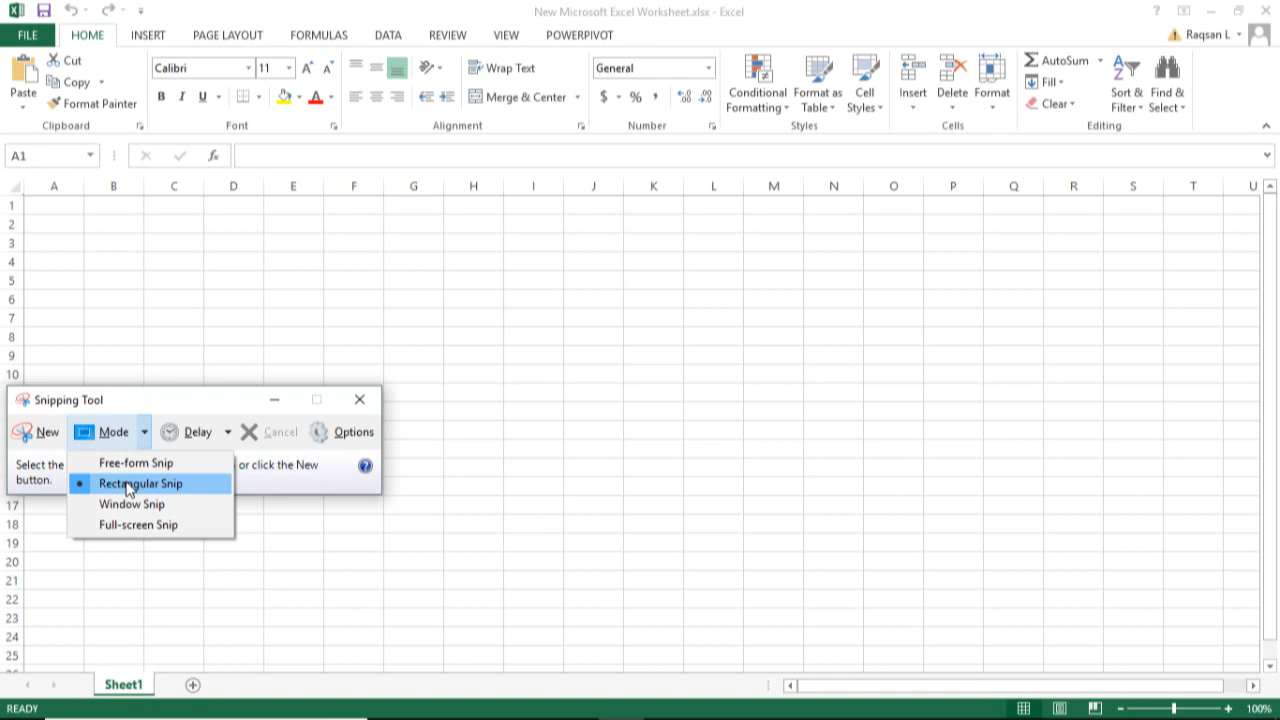 New Microsoft Excel Worksheet.xlsx - Excel
?
FILE HOME INSERT PAGE LAYOUT FORMULAS DATA REVIEW VIEW POWERPIVOT
Raqsan L
Paste
Cut
Copy
Format Painter
Clipboard
Calibri 11
B I U A
Font
Wrap Text
Merge & Center
Alignment
General
$ % ,
Number
Conditional Formatting
Format as Table
Cell Styles
Styles
Insert Delete Format
Cells
AutoSum
Fill
Clear
Sort & Filter
Find & Select
Editing
A1 fx
A B C D E F G H I J K L M N O P Q R S T U
1
2
3
4
5
6
7
8
9
10
Snipping Tool
New Mode Delay Cancel Options
Select the
or click the New
button.
Free-form Snip
Rectangular Snip
Window Snip
Full-screen Snip
17
18
19
20
21
22
23
24
25
Sheet1
READY 100%